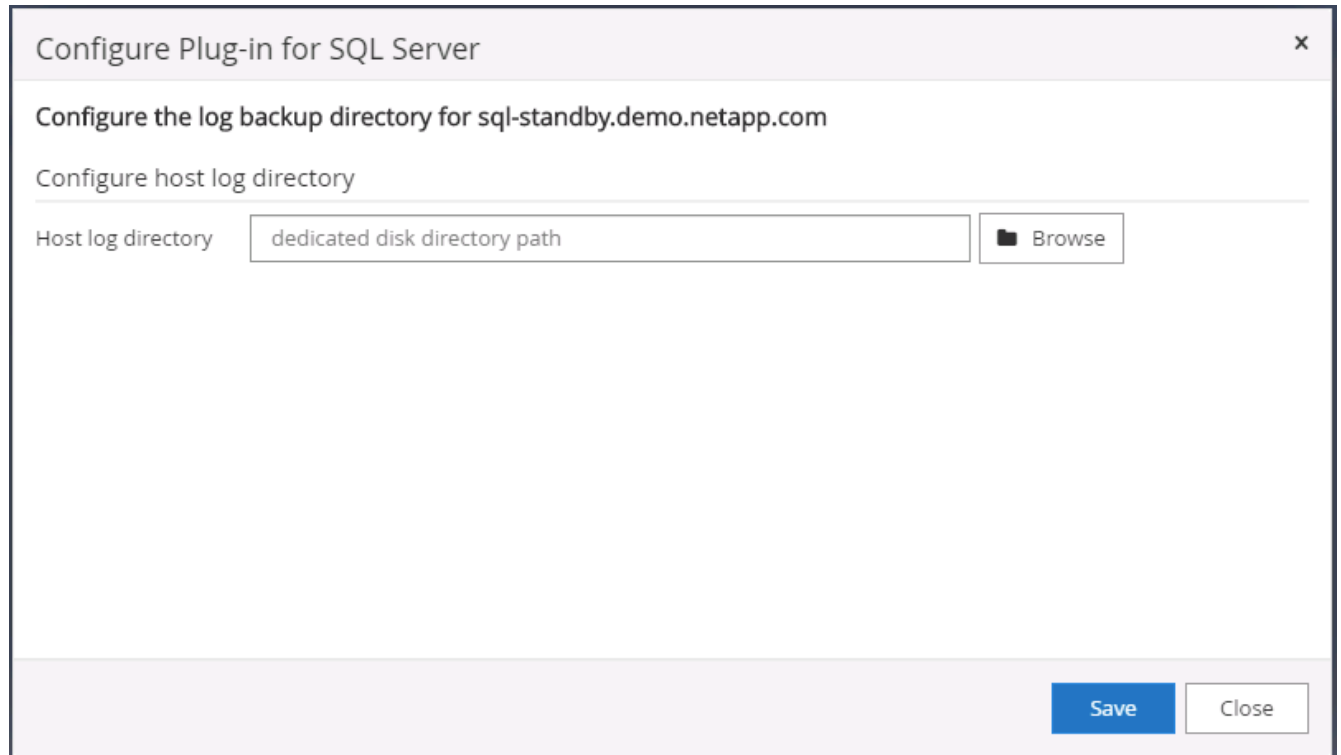 Configure Plug-in for SQL Server ×
Configure the log backup directory for sql-standby.demo.netapp.com
Configure host log directory
Host log directory dedicated disk directory path Browse
Save Close